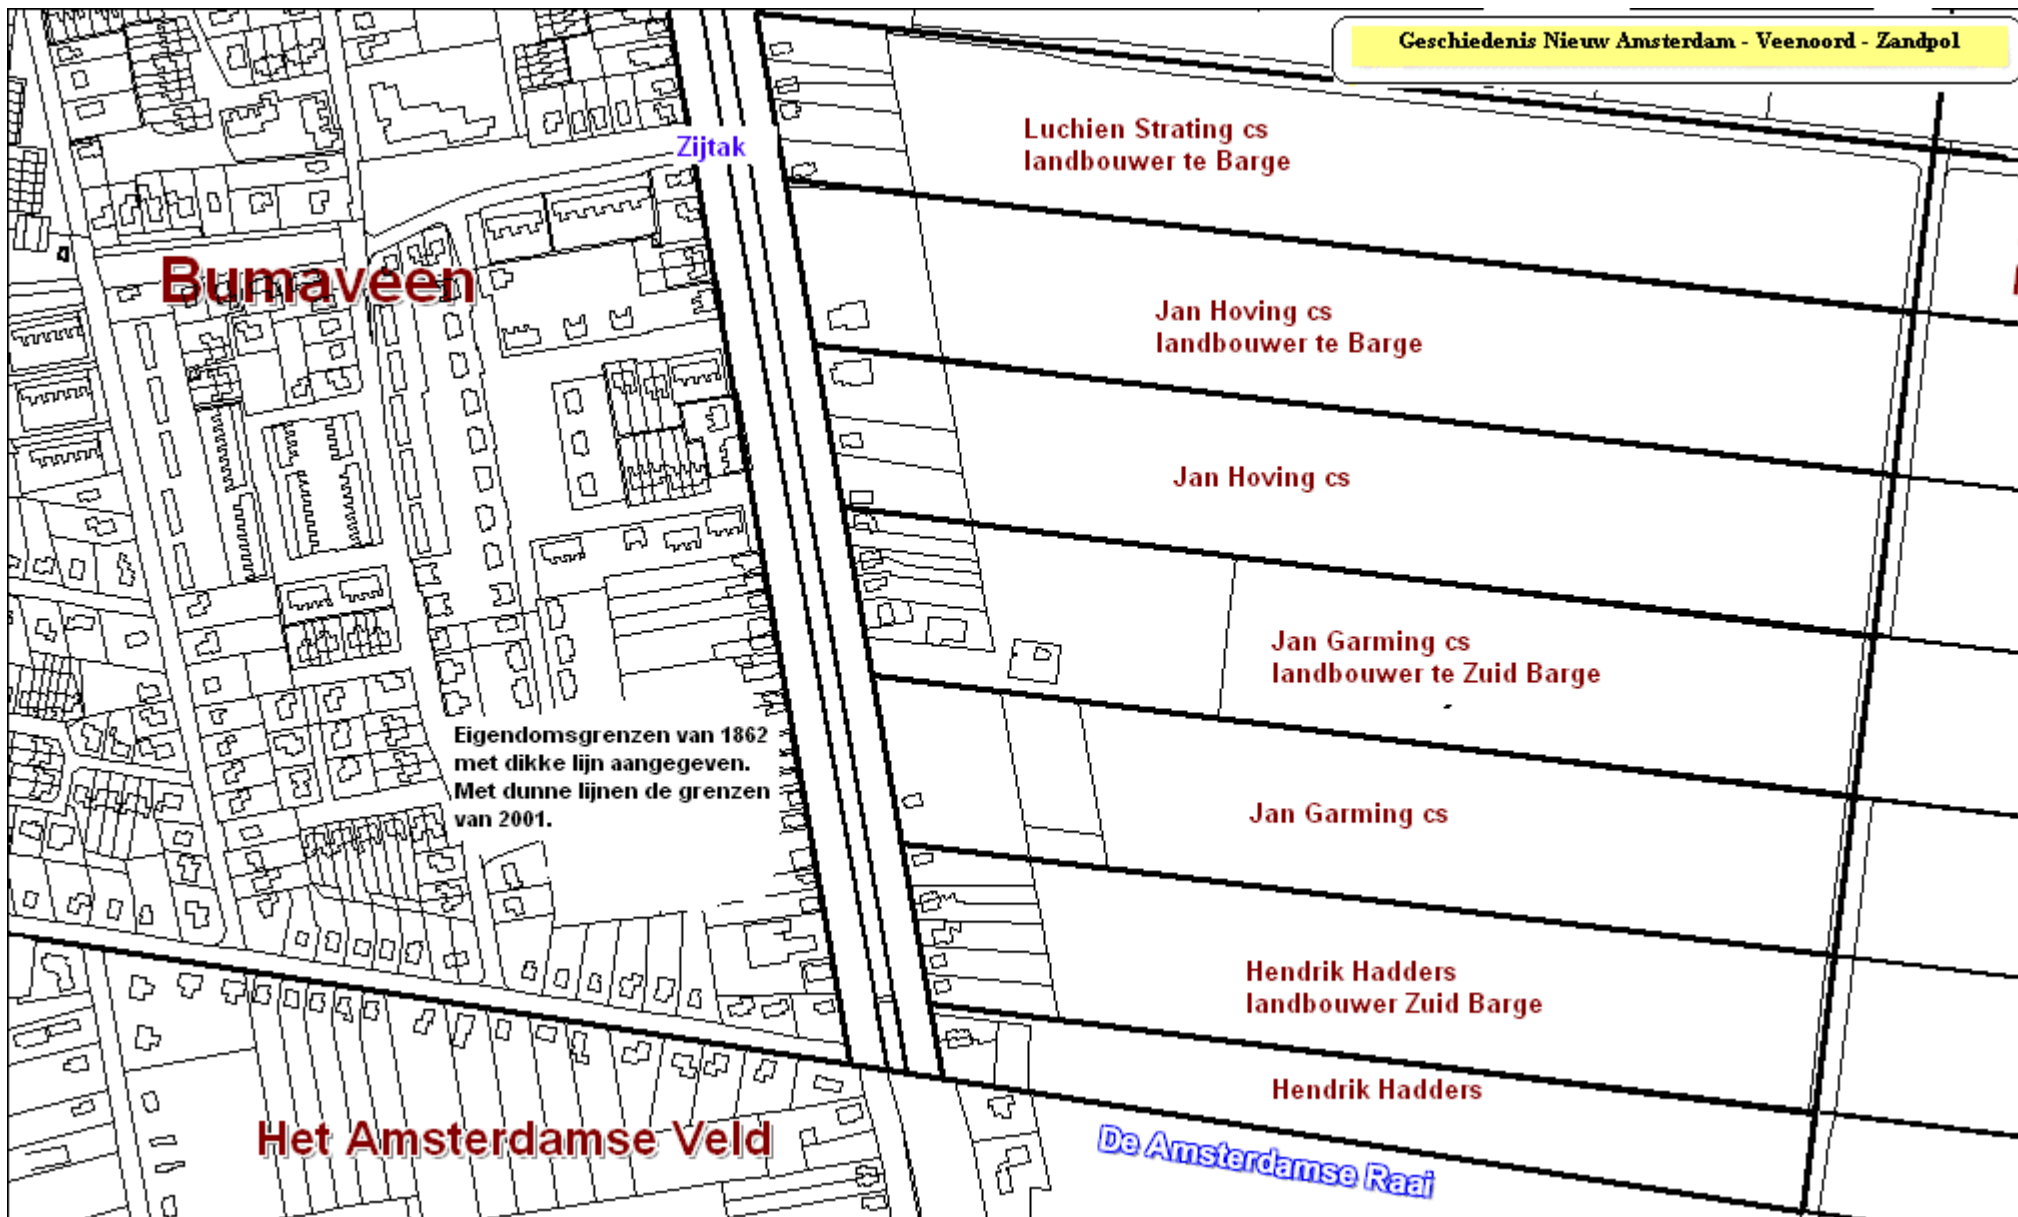 Geschiedenis Nieuw Amsterdam - Veenoord - Zandpol
Luchien Strating cs
landbouwer te Barge
Zijtak
Bumaveen
Jan Hoving cs
landbouwer te Barge
Jan Hoving cs
Jan Garming cs
landbouwer te Zuid Barge
Eigendomsgrenzen van 1862
met dikke lijn aangegeven.
Met dunne lijnen de grenzen
van 2001.
Jan Garming cs
Hendrik Hadders
landbouwer Zuid Barge
Hendrik Hadders
Het Amsterdamse Veld
De Amsterdamse Raai